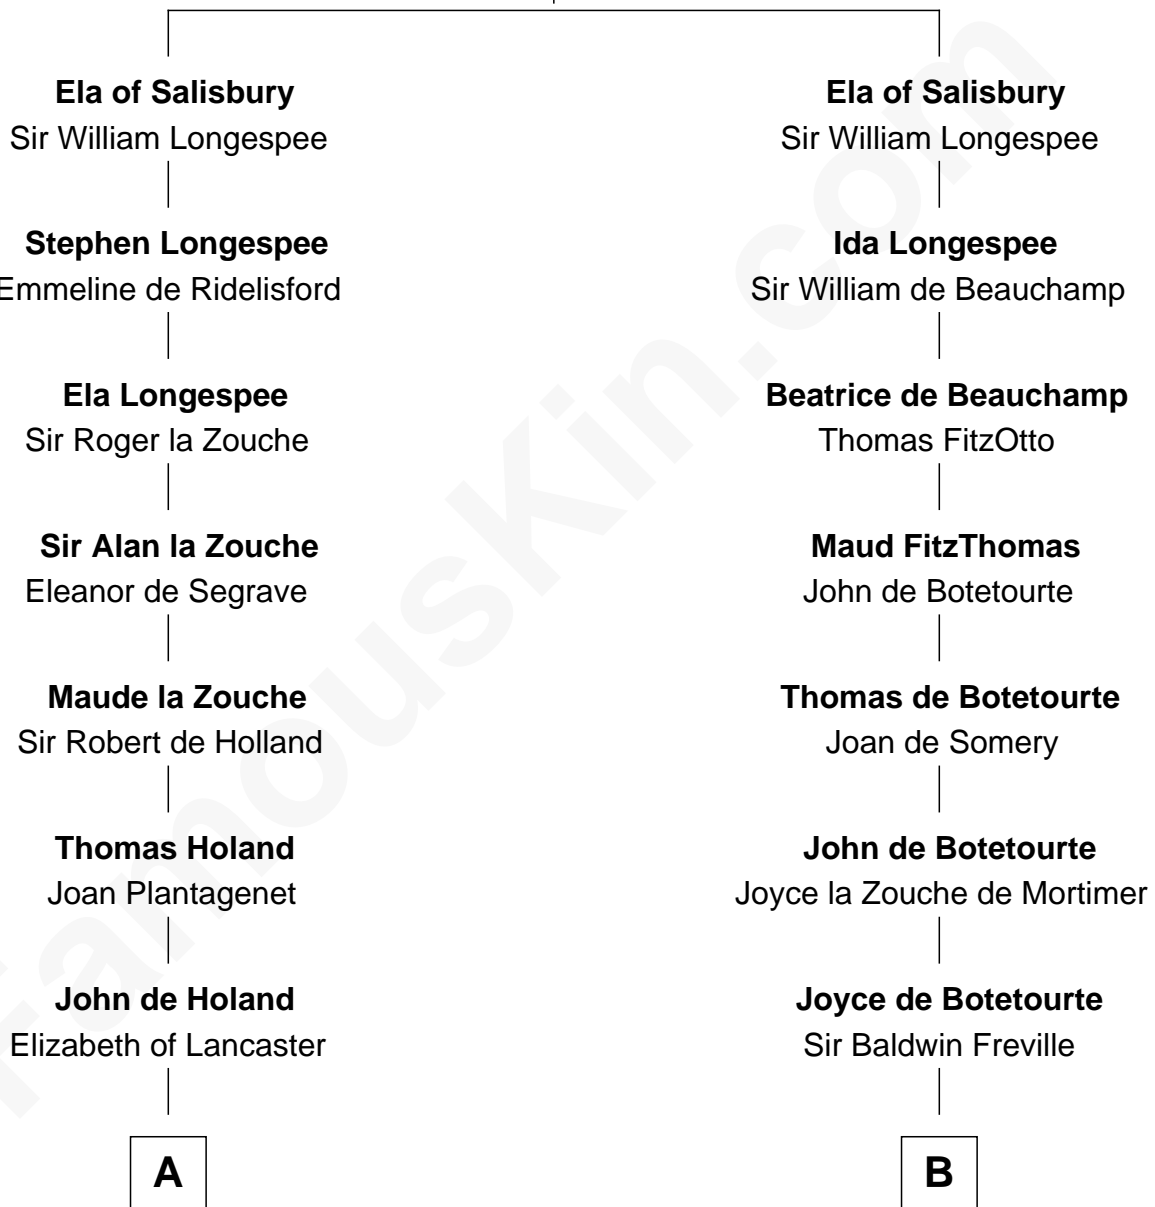 Ela of Salisbury
Sir William Longespee
Stephen Longespee
Emmeline de Ridelisford
Ela Longespee
Sir Roger la Zouche
Sir Alan la Zouche
Eleanor de Segrave
Maude la Zouche
Sir Robert de Holland
Thomas Holand
Joan Plantagenet
John de Holand
Elizabeth of Lancaster
A
Ela of Salisbury
Sir William Longespee
Ida Longespee
Sir William de Beauchamp
Beatrice de Beauchamp
Thomas FitzOtto
Maud FitzThomas
John de Botetourte
Thomas de Botetourte
Joan de Somery
John de Botetourte
Joyce la Zouche de Mortimer
Joyce de Botetourte
Sir Baldwin Freville
B
FamousKin.com